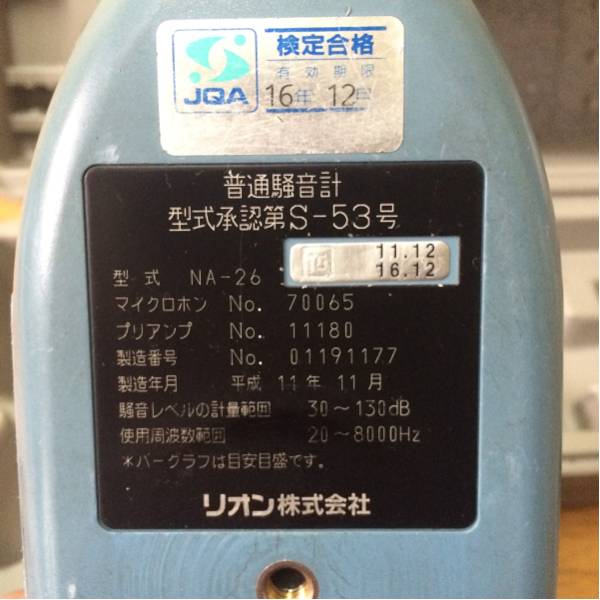 検定合格
有効期限
JQA
16年 12月
普通騒音計
型式承認第S-53号
11.12
16.12
型式 NA-26
マイクロホン No. 70065
プリアンプ No. 11180
製造番号 No. 01191177
製造年月 平成 11年 11月
騒音レベルの計量範囲 30～130dB
使用周波数範囲 20～8000Hz
*バーグラフは目安目盛です。
リオン株式会社